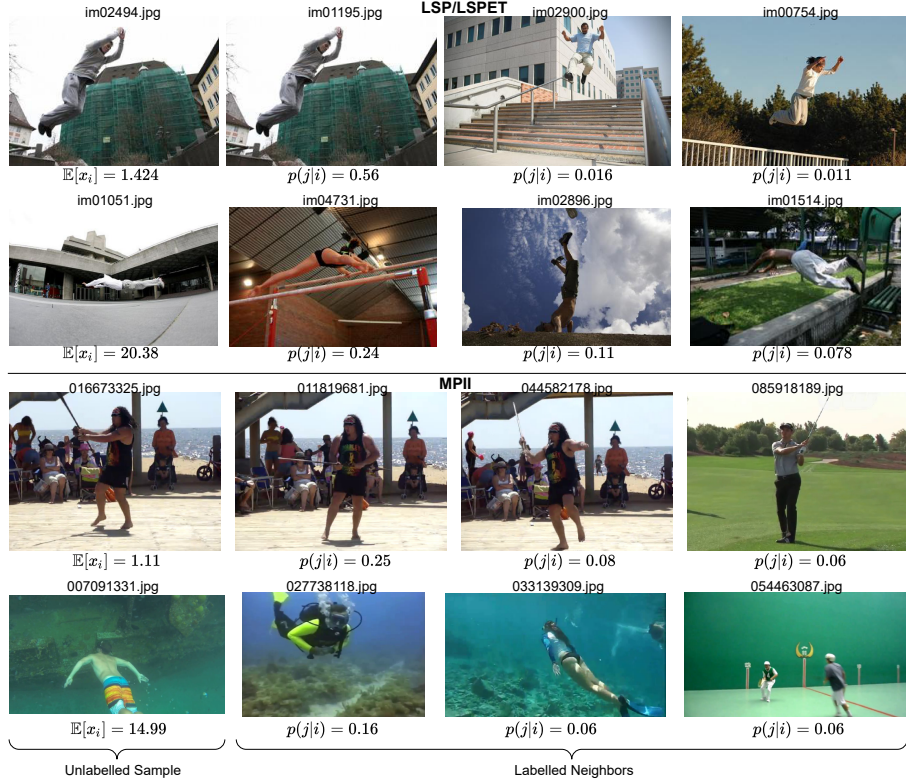 LSP/LSPET
im02494.jpg im01195.jpg im02900.jpg im00754.jpg
𝔼[x_i] = 1.424 p(j|i) = 0.56 p(j|i) = 0.016 p(j|i) = 0.011
im01051.jpg im04731.jpg im02896.jpg im01514.jpg
𝔼[x_i] = 20.38 p(j|i) = 0.24 p(j|i) = 0.11 p(j|i) = 0.078
MPII
016673325.jpg 011819681.jpg 044582178.jpg 085918189.jpg
𝔼[x_i] = 1.11 p(j|i) = 0.25 p(j|i) = 0.08 p(j|i) = 0.06
007091331.jpg 027738118.jpg 033139309.jpg 054463087.jpg
𝔼[x_i] = 14.99 p(j|i) = 0.16 p(j|i) = 0.06 p(j|i) = 0.06
Unlabelled Sample Labelled Neighbors